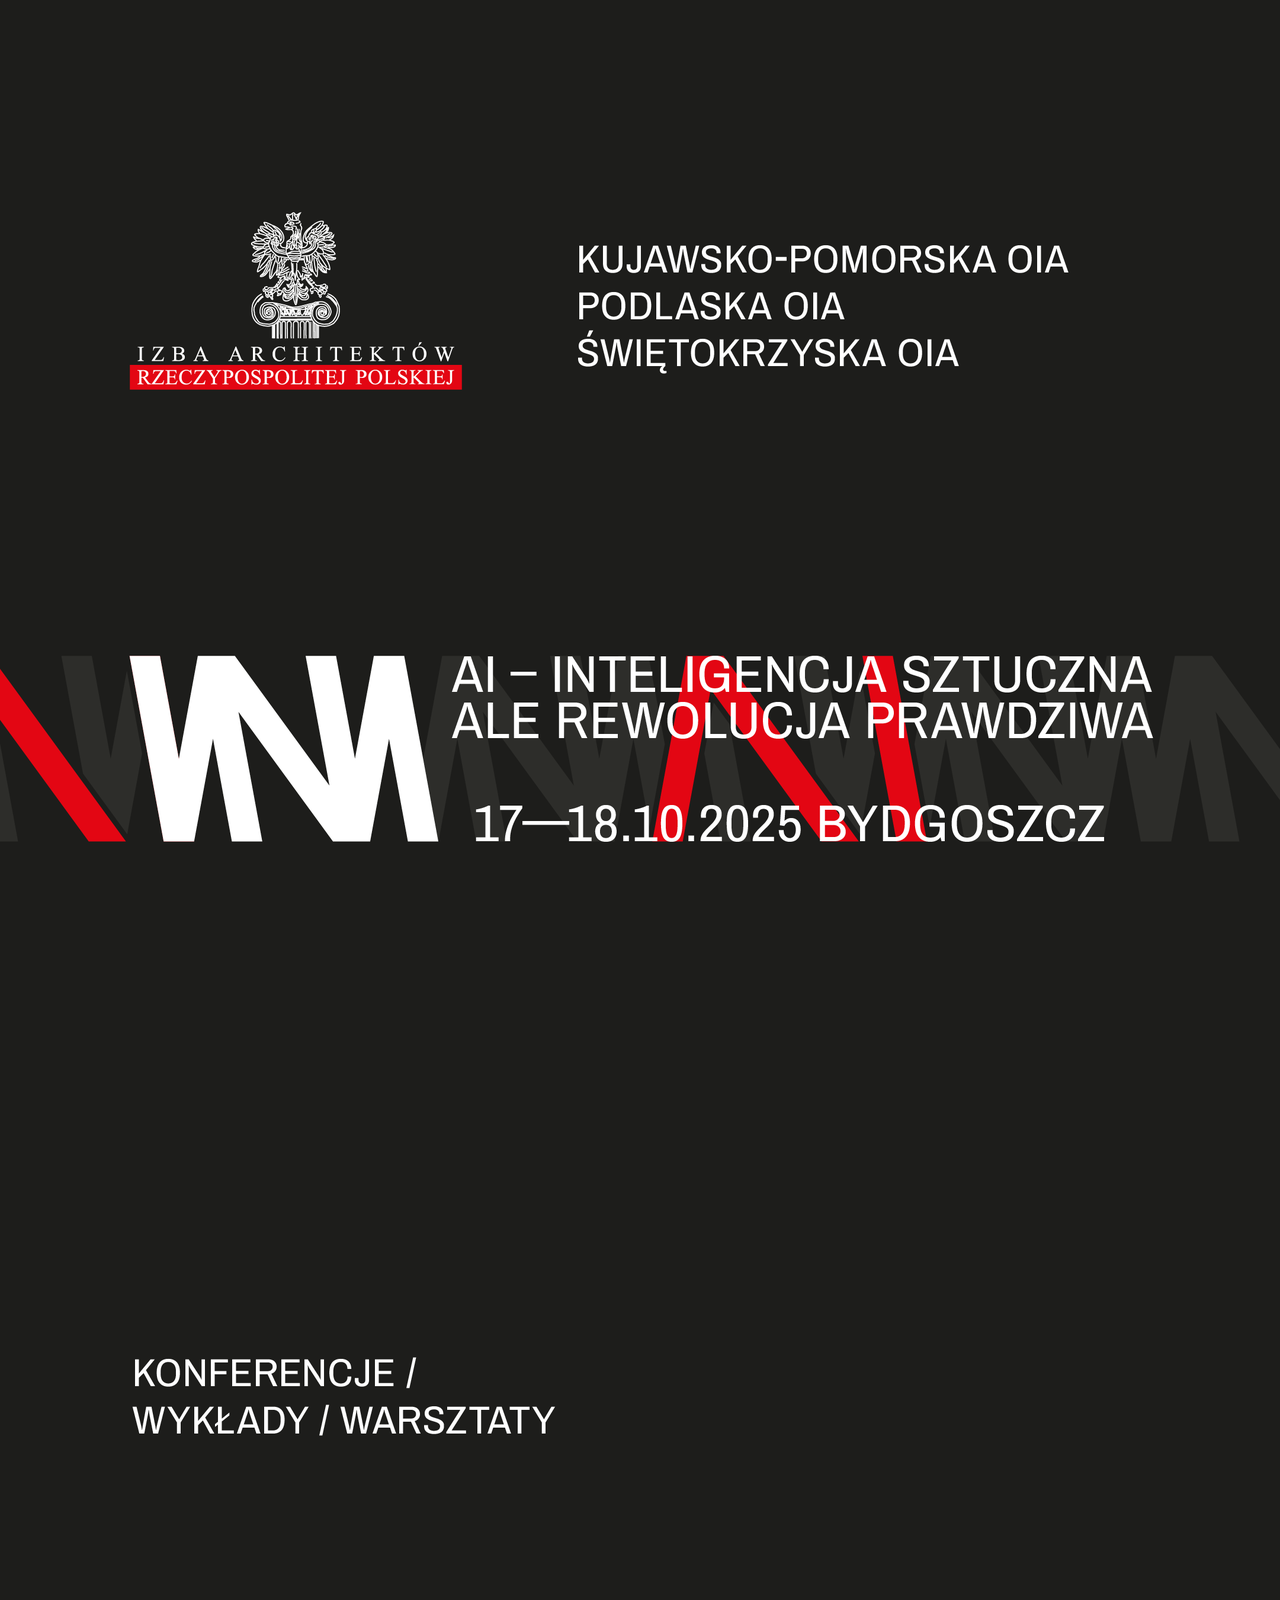 IZBA ARCHITEKTÓW
RZECZYPOSPOLITEJ POLSKIEJ
KUJAWSKO-POMORSKA OIA
PODLASKA OIA
ŚWIĘTOKRZYSKA OIA
AI – INTELIGENCJA SZTUCZNA
ALE REWOLUCJA PRAWDZIWA
17—18.10.2025 BYDGOSZCZ
KONFERENCJE /
WYKŁADY / WARSZTATY